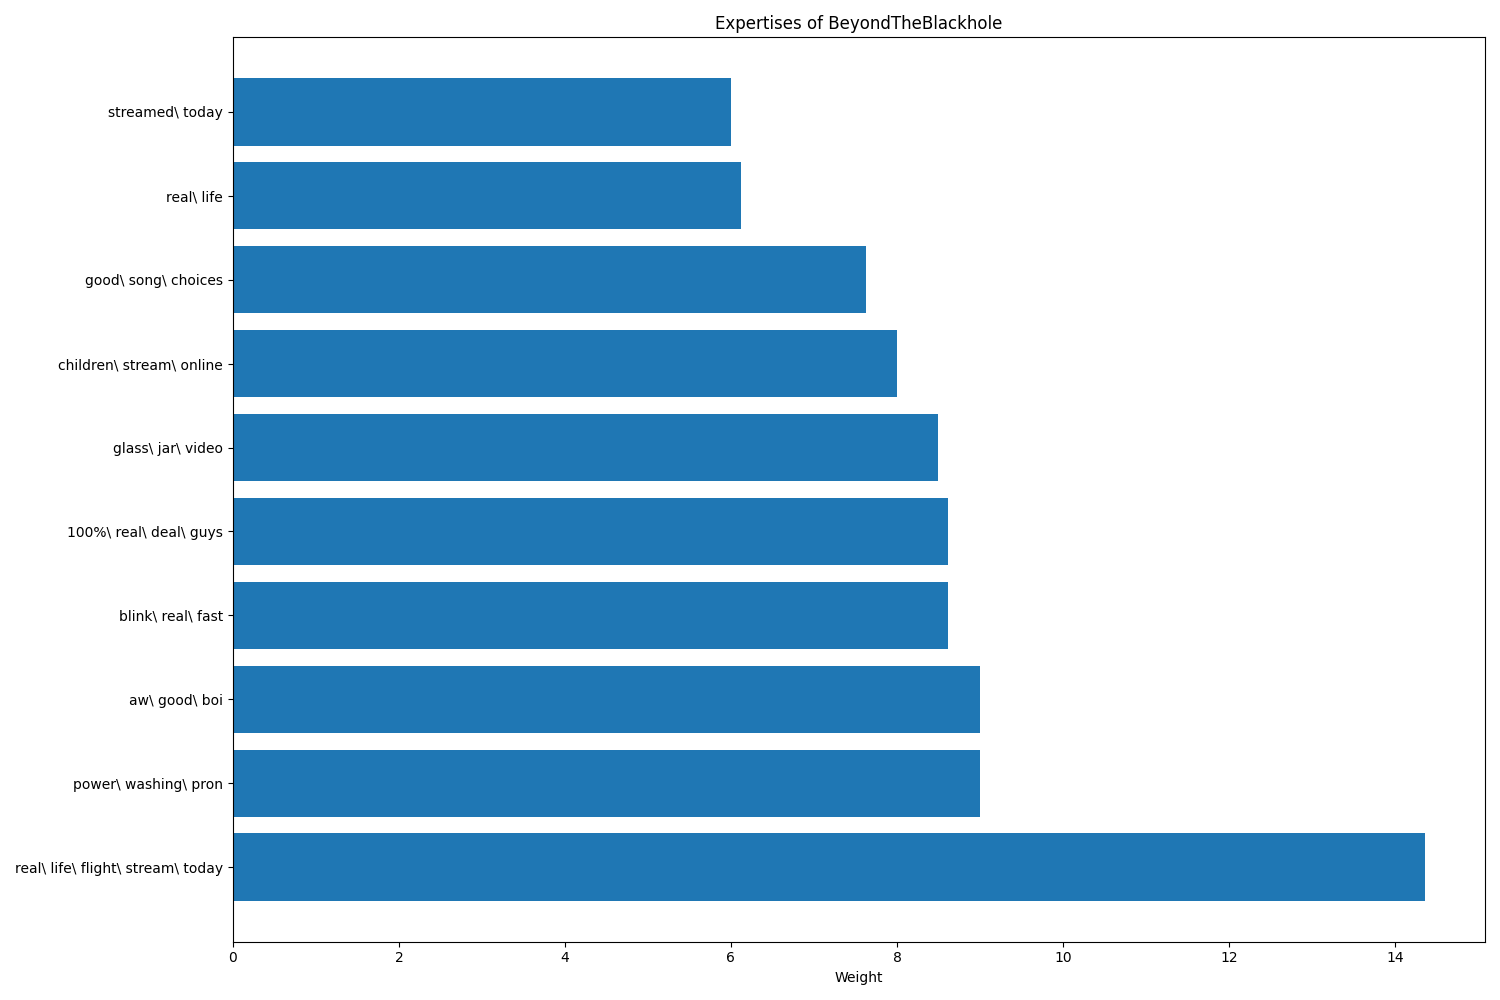 Expertises of BeyondTheBlackhole
streamed\ today
real\ life
good\ song\ choices
children\ stream\ online
glass\ jar\ video
100%\ real\ deal\ guys
blink\ real\ fast
aw\ good\ boi
power\ washing\ pron
real\ life\ flight\ stream\ today
0 2 4 6 8 10 12 14
Weight